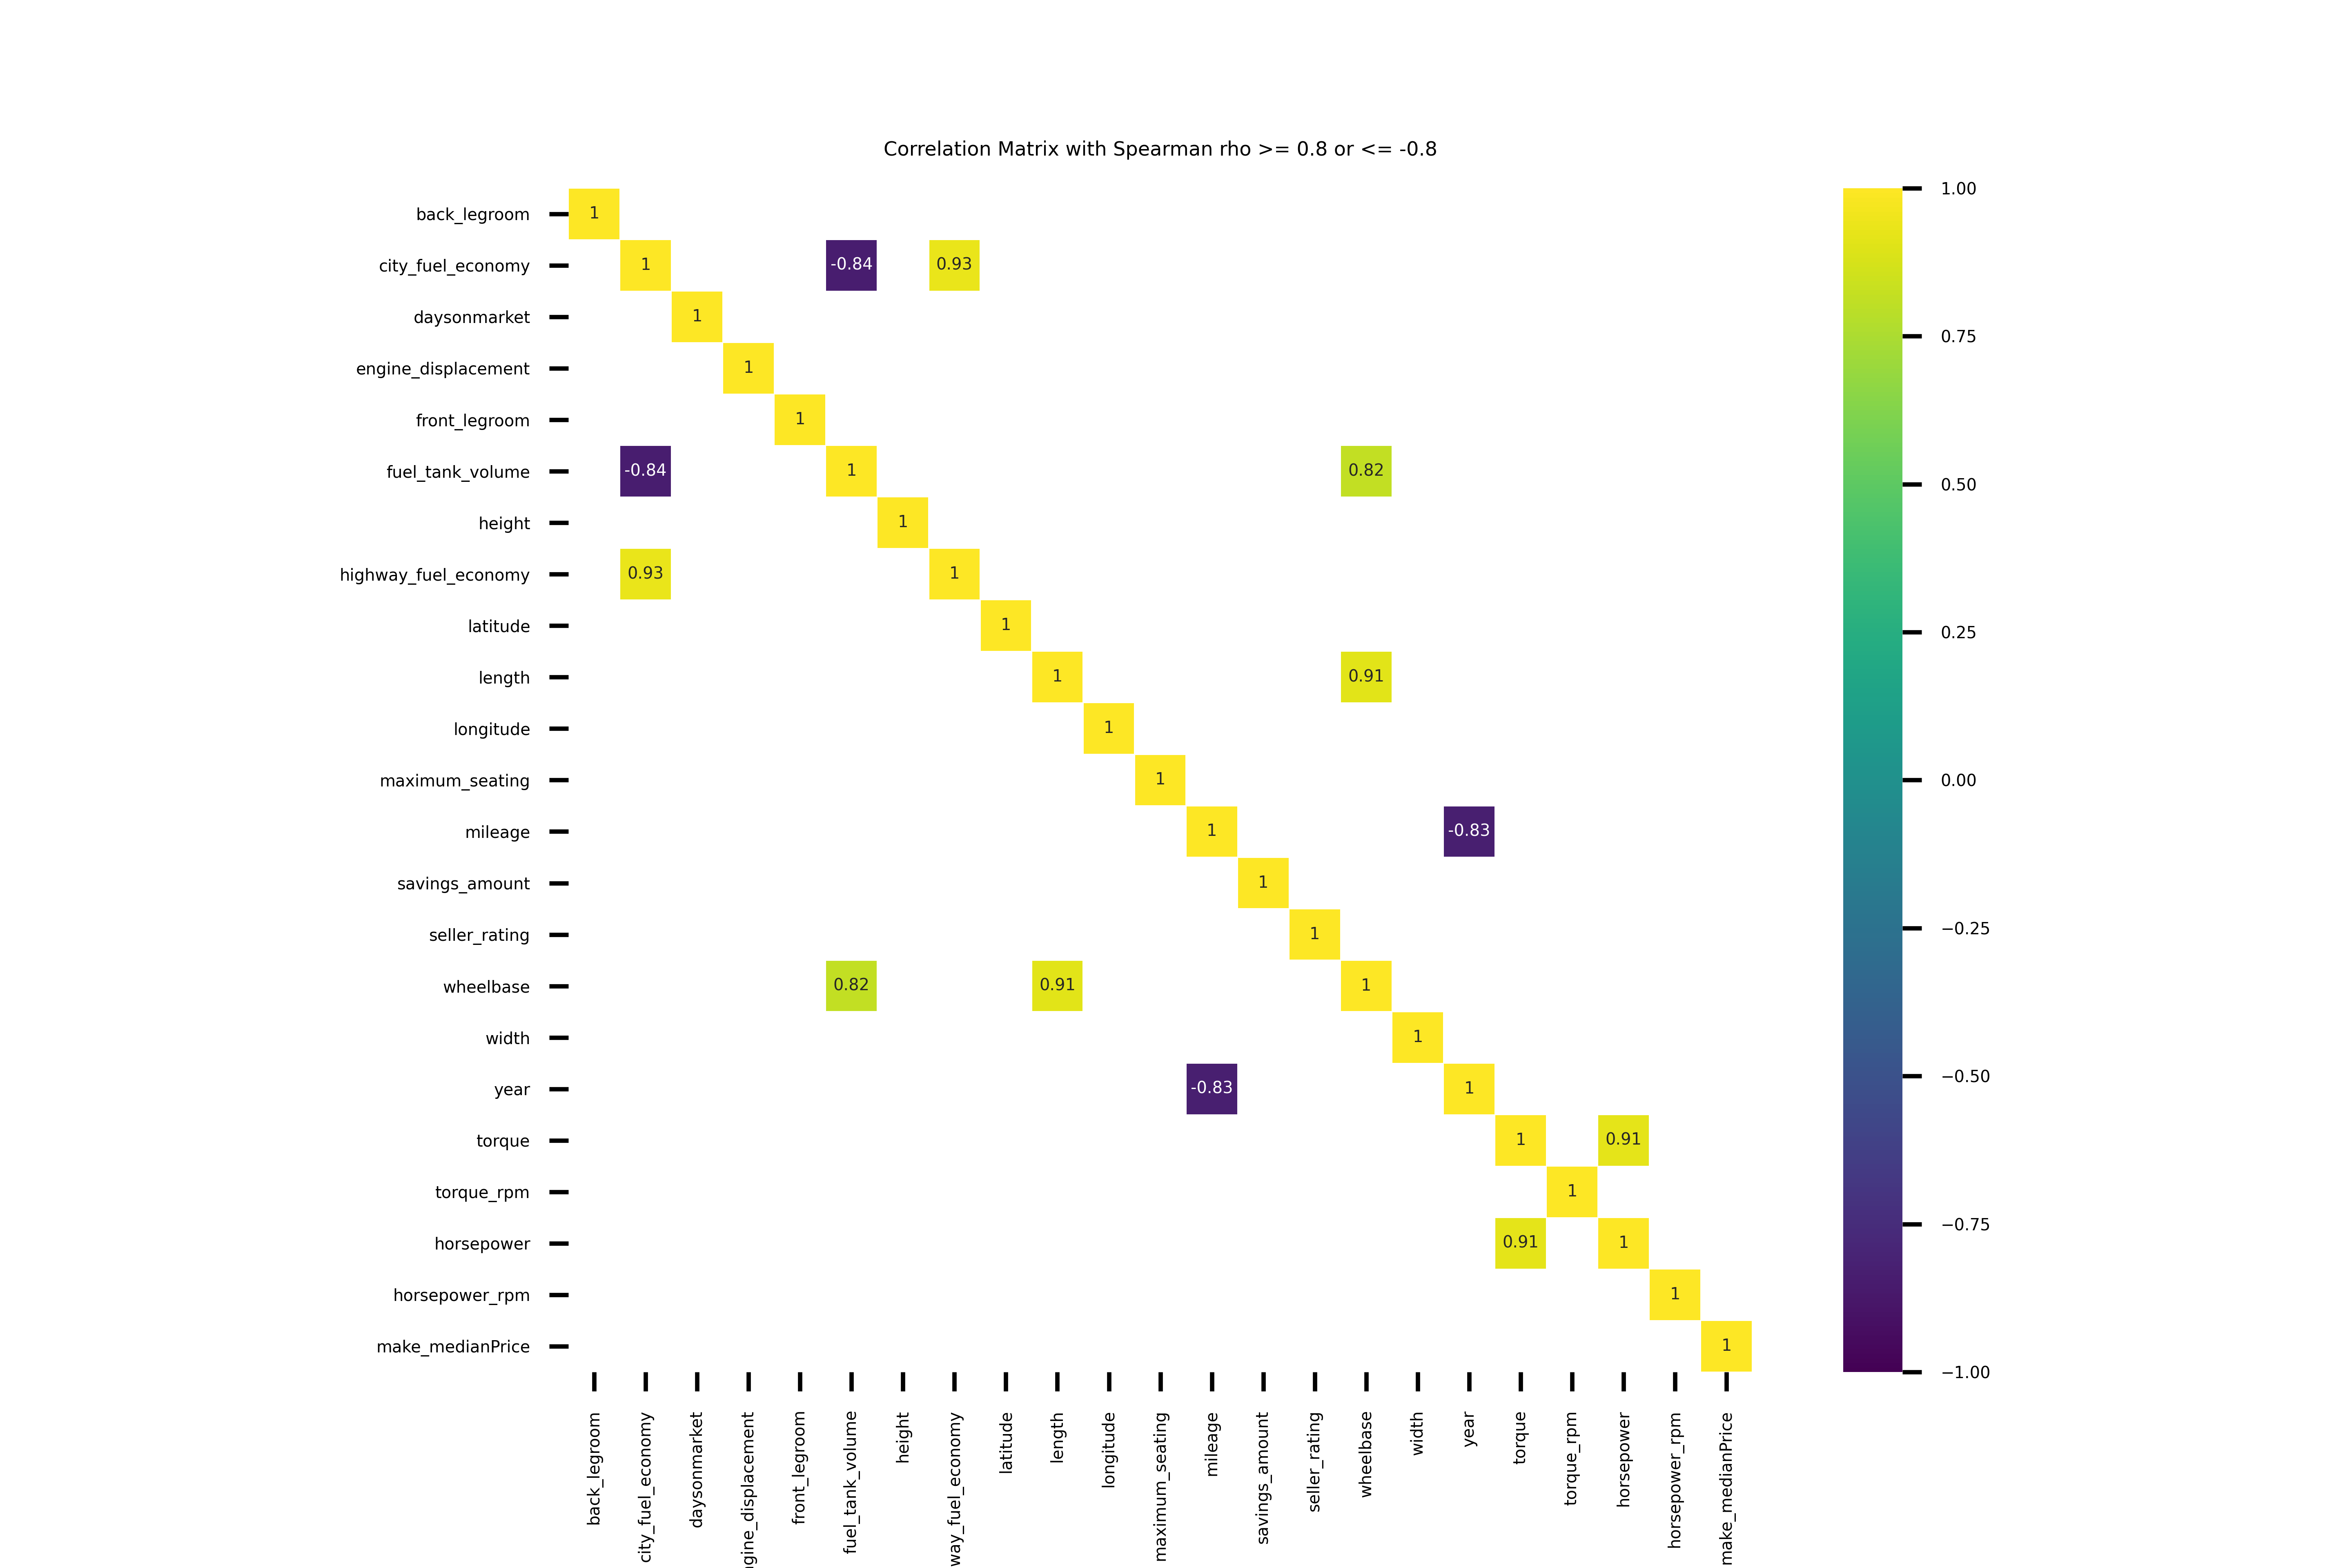 Correlation Matrix with Spearman rho >= 0.8 or <= -0.8
back_legroom 1
city_fuel_economy 1 -0.84 0.93
daysonmarket 1
engine_displacement 1
front_legroom 1
fuel_tank_volume -0.84 1 0.82
height 1
highway_fuel_economy 0.93 1
latitude 1
length 1 0.91
longitude 1
maximum_seating 1
mileage 1 -0.83
savings_amount 1
seller_rating 1
wheelbase 0.82 0.91 1
width 1
year -0.83 1
torque 1 0.91
torque_rpm 1
horsepower 0.91 1
horsepower_rpm 1
make_medianPrice 1
back_legroom
city_fuel_economy
daysonmarket
gine_displacement
front_legroom
fuel_tank_volume
height
way_fuel_economy
latitude
length
longitude
maximum_seating
mileage
savings_amount
seller_rating
wheelbase
width
year
torque
torque_rpm
horsepower
horsepower_rpm
make_medianPrice
1.00
0.75
0.50
0.25
0.00
−0.25
−0.50
−0.75
−1.00